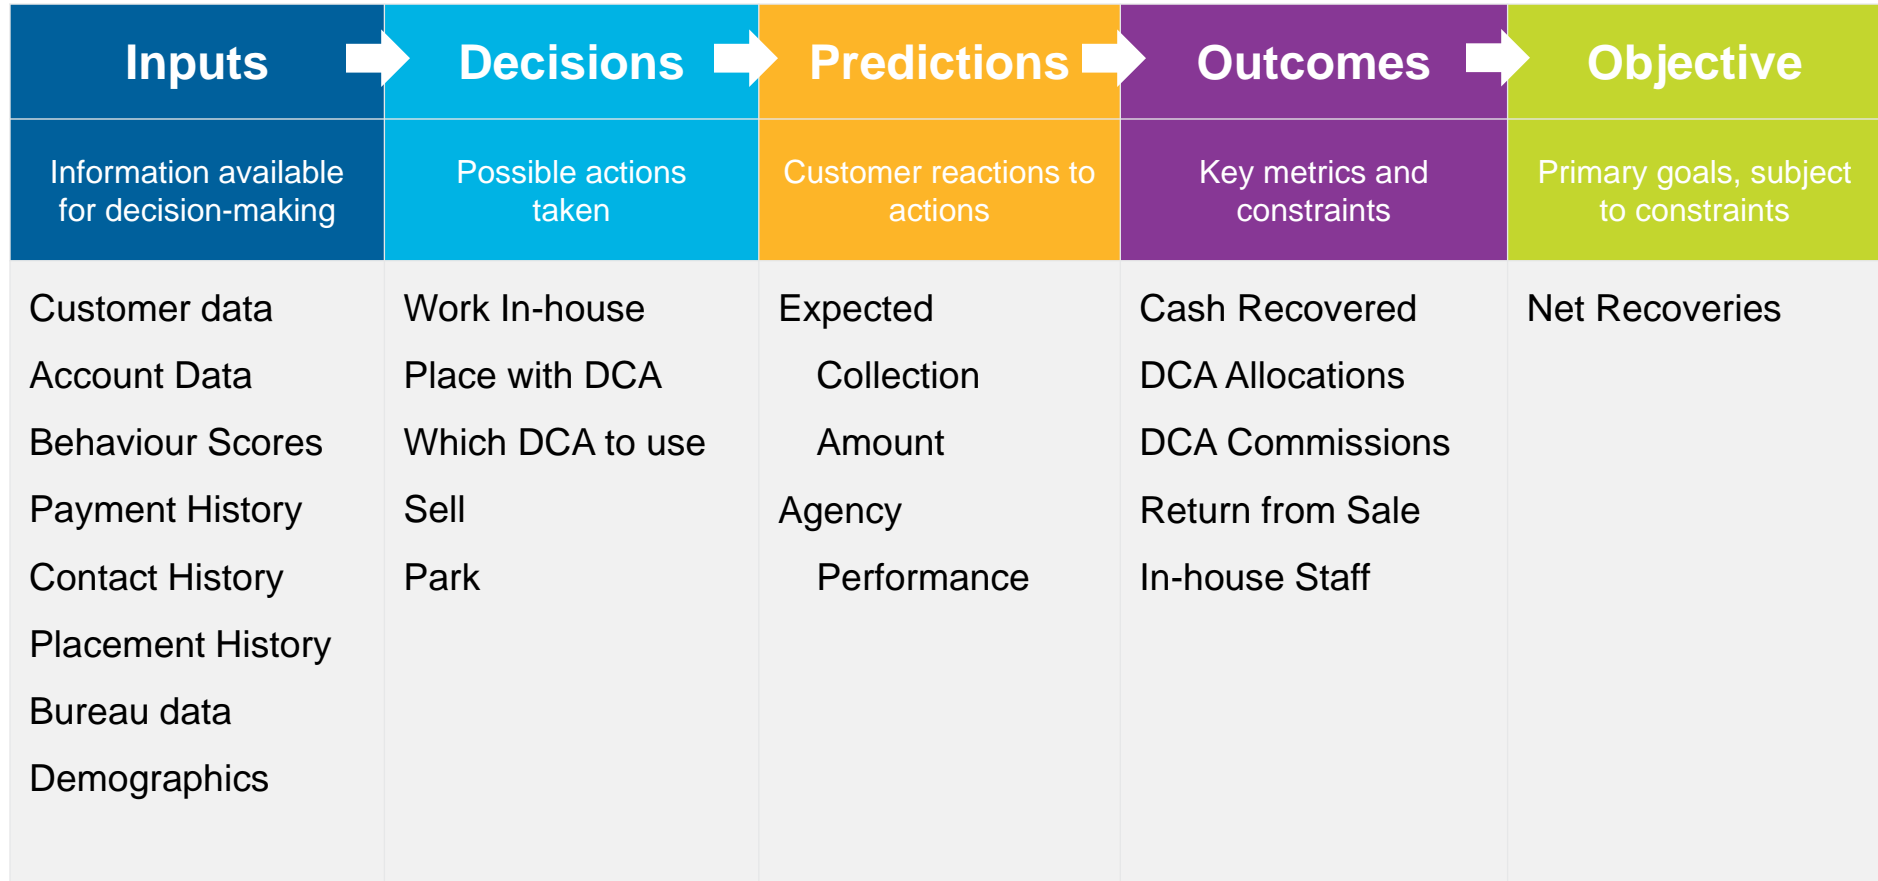 Inputs
Decisions
Predictions
Outcomes
Objective
Information available
for decision-making
Possible actions
taken
Customer reactions to
actions
Key metrics and
constraints
Primary goals, subject
to constraints
Customer data
Account Data
Behaviour Scores
Payment History
Contact History
Placement History
Bureau data
Demographics
Work In-house
Place with DCA
Which DCA to use
Sell
Park
Expected
Collection
Amount
Agency
Performance
Cash Recovered
DCA Allocations
DCA Commissions
Return from Sale
In-house Staff
Net Recoveries